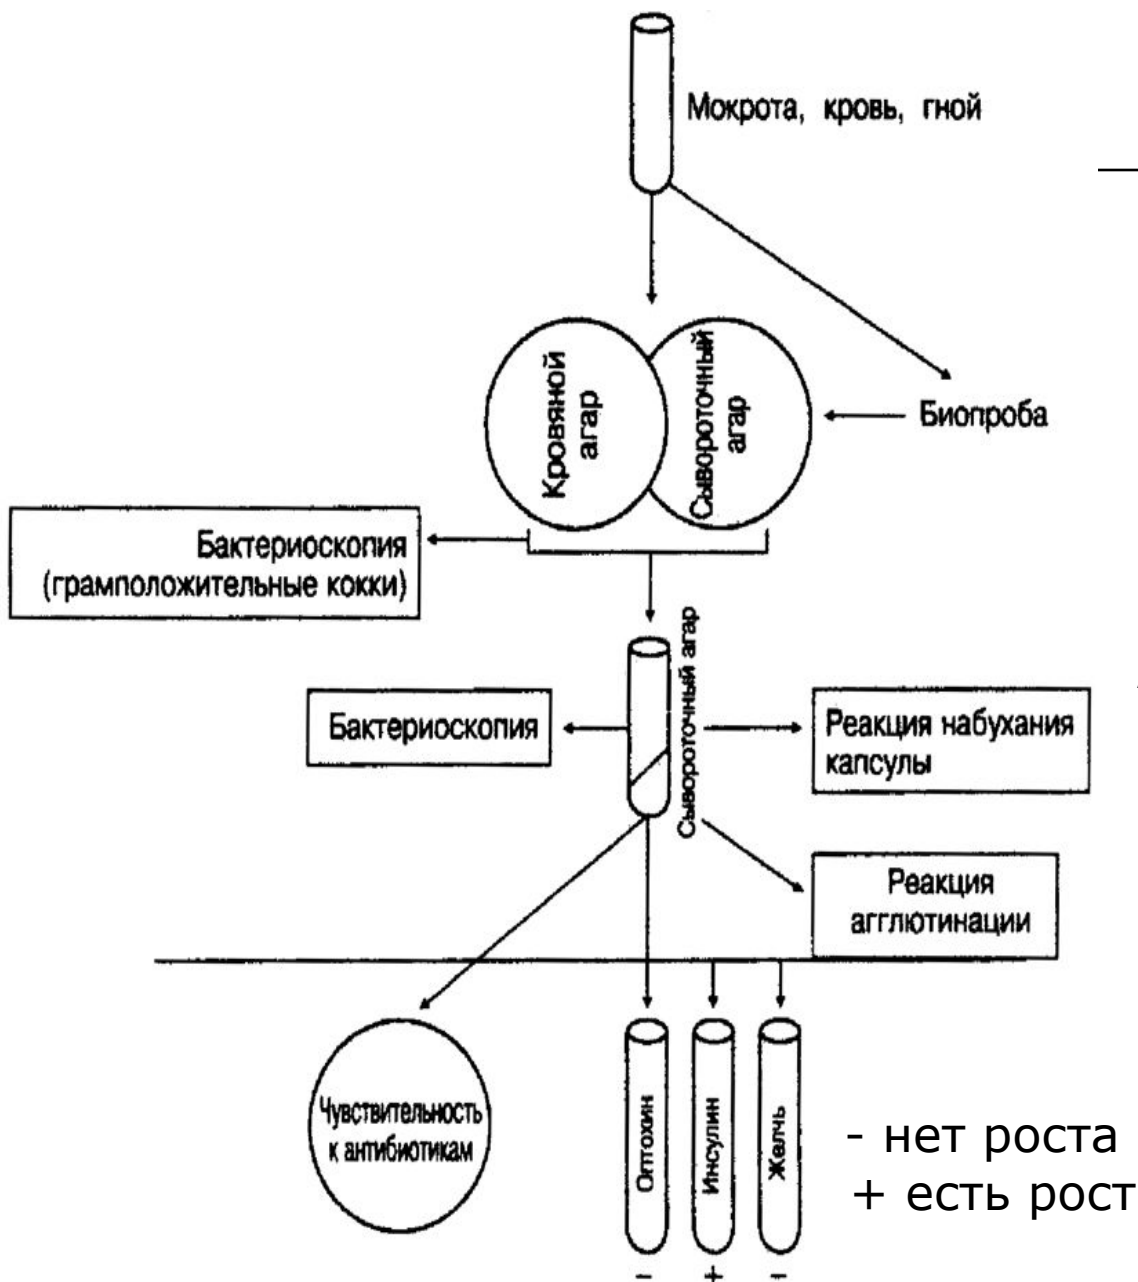 Мокрота, кровь, гной
Кровяной
агар
Сывороточный
агар
Биопроба
Бактериоскопия
(грамположительные кокки)
Сывороточный агар
Бактериоскопия
Реакция набухания
капсулы
Реакция
агглютинации
Чувствительность
к антибиотикам
Оптохин
Инсулин
Желчь
- нет роста
+ есть рост
- + -